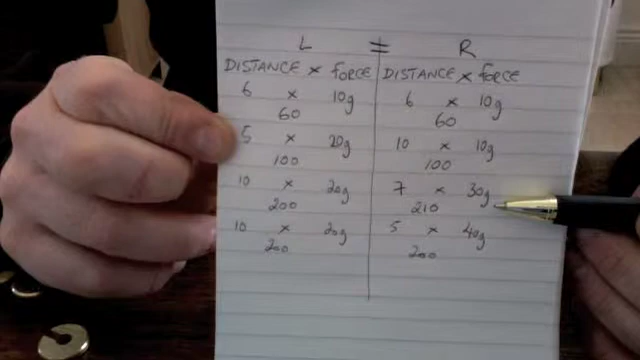 L = R
DISTANCE x FORCE DISTANCE x FORCE
6 x 10g 6 x 10g
60 60
5 x 20g 10 x 10g
100 100
10 x 20g 7 x 30g
200 210
10 x 20g 5 x 40g
200 200